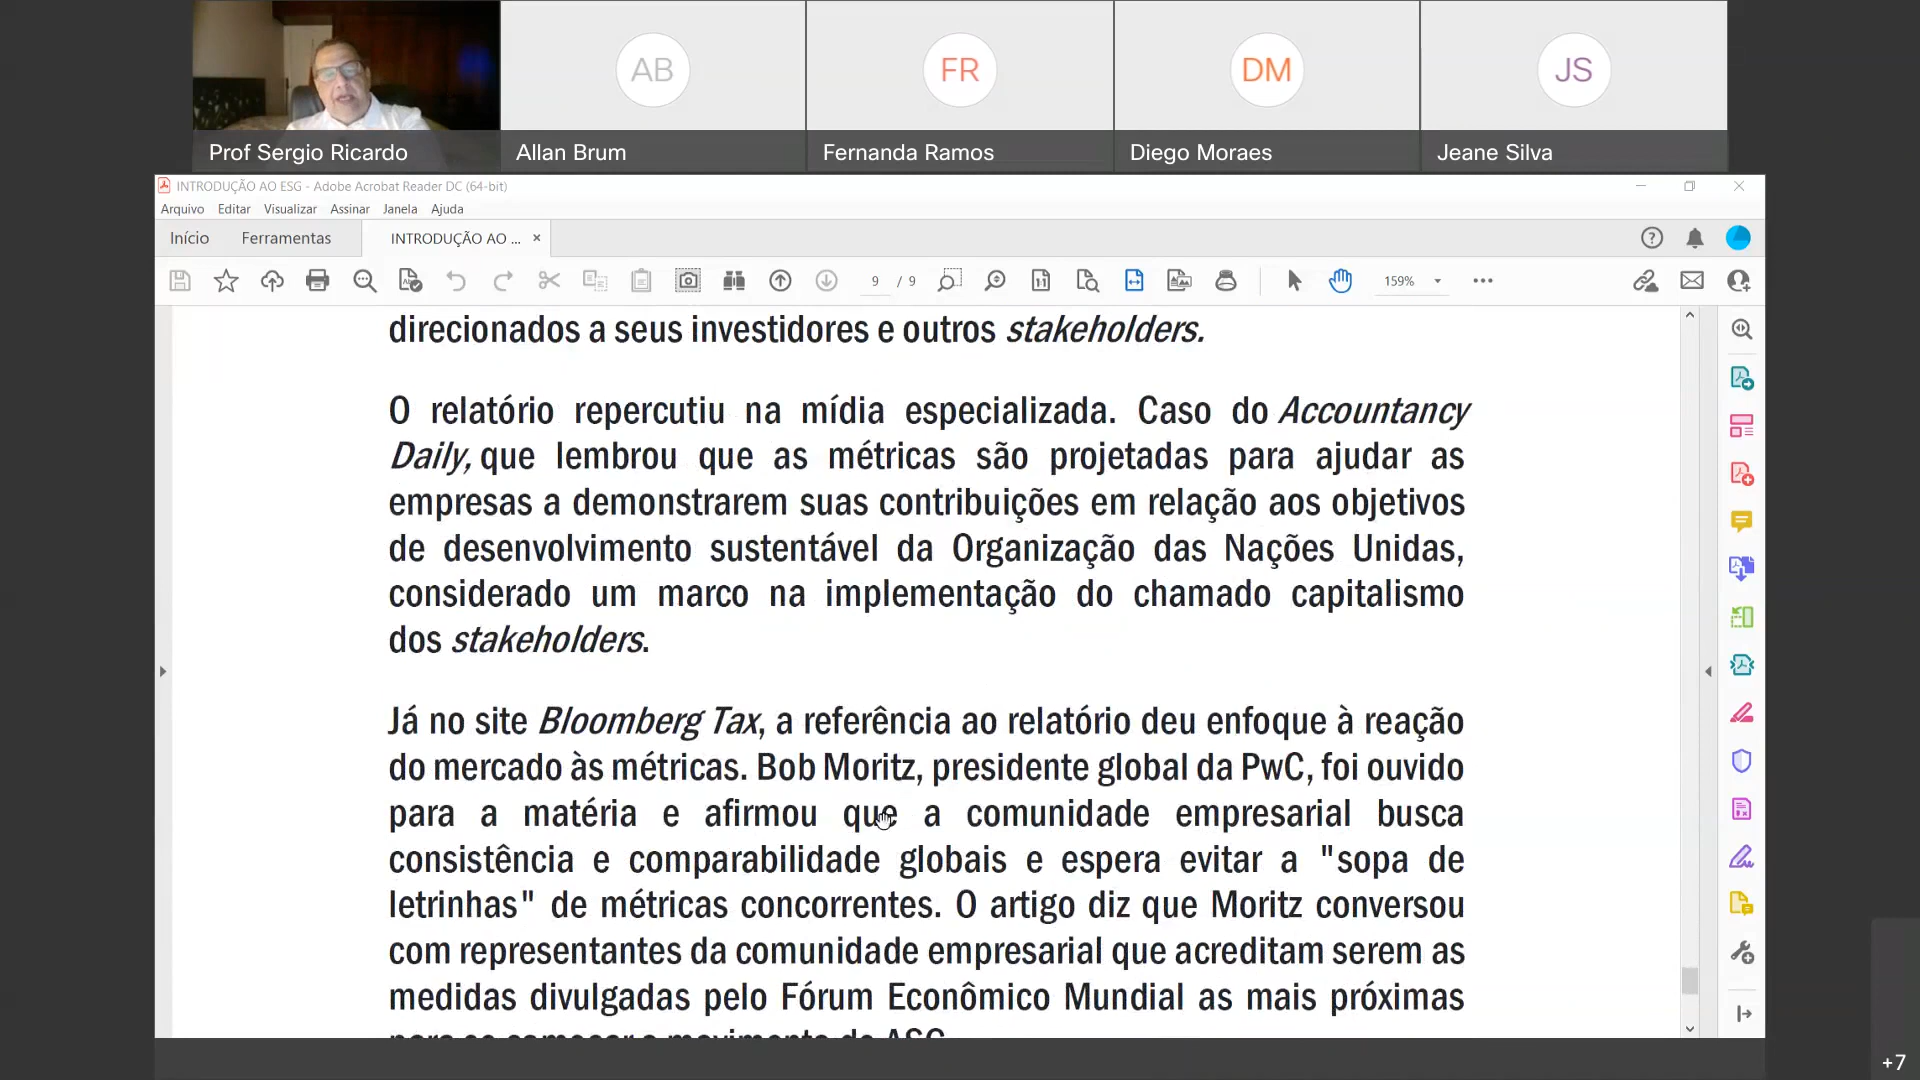 AB
FR
DM
JS
Prof Sergio Ricardo
Allan Brum
Fernanda Ramos
Diego Moraes
Jeane Silva
INTRODUÇÃO AO ESG - Adobe Acrobat Reader DC (64-bit)
Arquivo Editar Visualizar Assinar Janela Ajuda
Início Ferramentas INTRODUÇÃO AO ... ×
9 / 9 159%
direcionados a seus investidores e outros stakeholders.
O relatório repercutiu na mídia especializada. Caso do Accountancy
Daily, que lembrou que as métricas são projetadas para ajudar as
empresas a demonstrarem suas contribuições em relação aos objetivos
de desenvolvimento sustentável da Organização das Nações Unidas,
considerado um marco na implementação do chamado capitalismo
dos stakeholders.
Já no site Bloomberg Tax, a referência ao relatório deu enfoque à reação
do mercado às métricas. Bob Moritz, presidente global da PwC, foi ouvido
para a matéria e afirmou que a comunidade empresarial busca
consistência e comparabilidade globais e espera evitar a "sopa de
letrinhas" de métricas concorrentes. O artigo diz que Moritz conversou
com representantes da comunidade empresarial que acreditam serem as
medidas divulgadas pelo Fórum Econômico Mundial as mais próximas
+7